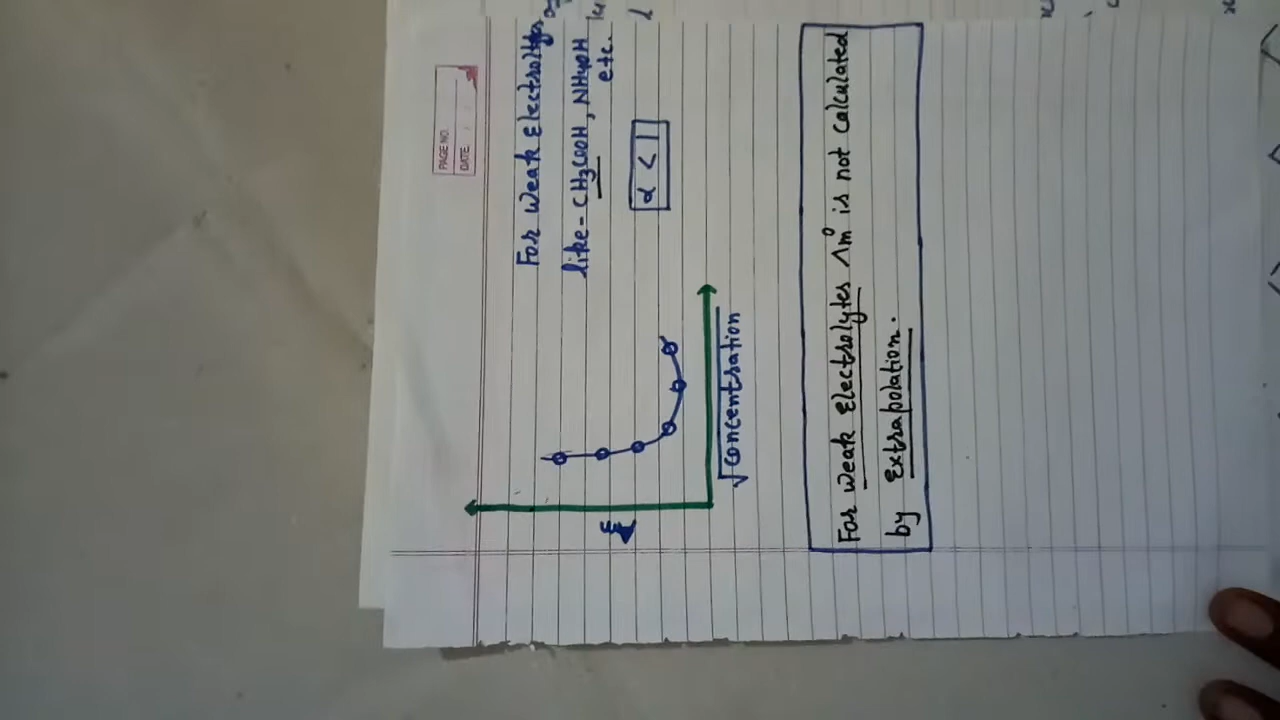 PAGE NO.
DATE
For Weak Electrolytes
like - CH3COOH, NH4OH
etc.
α < 1
Λm
√concentration
For Weak Electrolytes Λm° is not calculated
by Extrapolation.